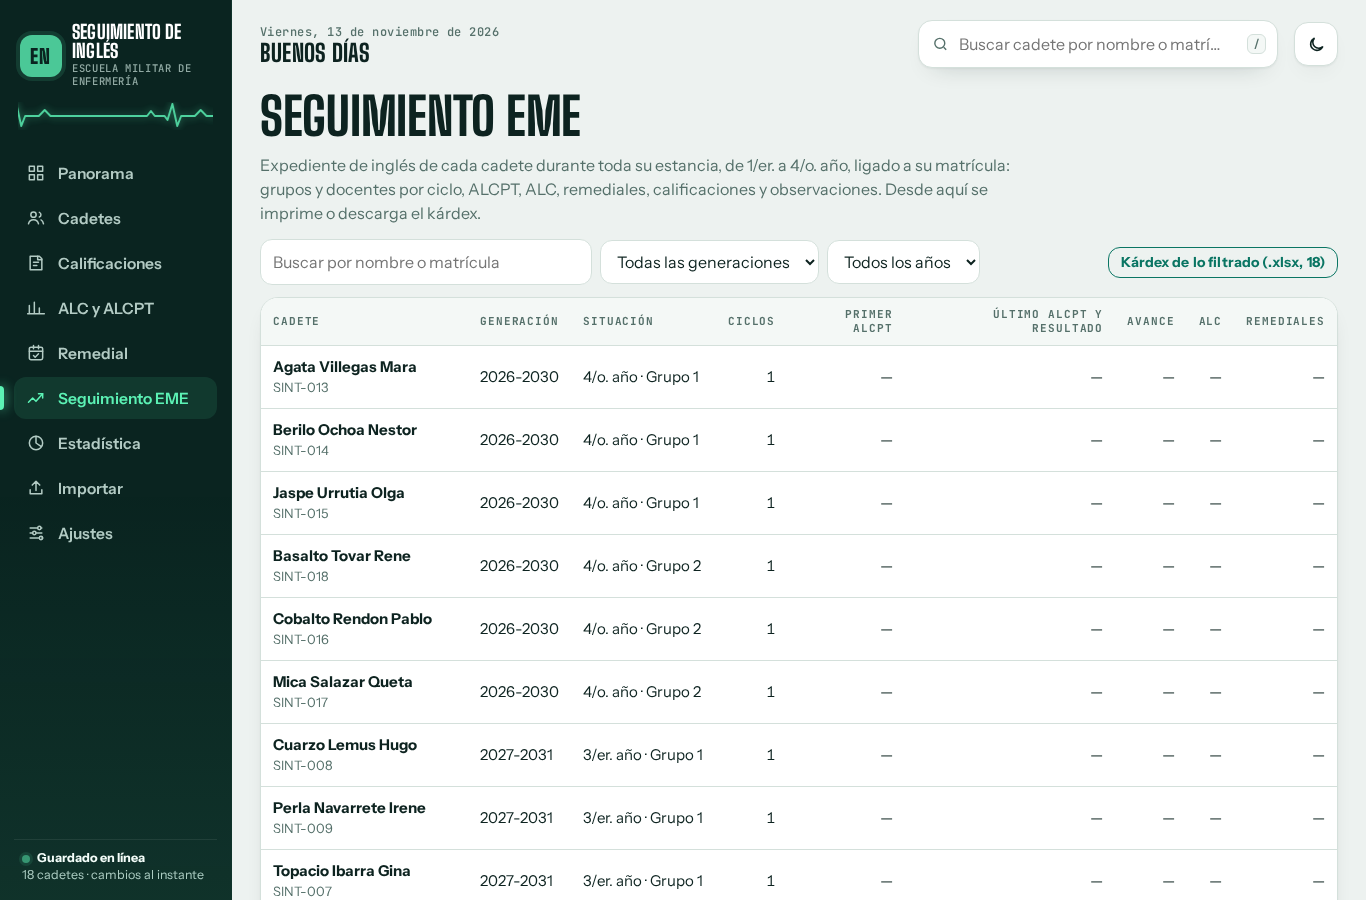 EN
SEGUIMIENTO DE
INGLÉS
ESCUELA MILITAR DE
ENFERMERÍA
Panorama
Cadetes
Calificaciones
ALC y ALCPT
Remedial
Seguimiento EME
Estadística
Importar
Ajustes
Guardado en línea
18 cadetes · cambios al instante
Viernes, 13 de noviembre de 2026
BUENOS DÍAS
Buscar cadete por nombre o matrí… /
SEGUIMIENTO EME
Expediente de inglés de cada cadete durante toda su estancia, de 1/er. a 4/o. año, ligado a su matrícula:
grupos y docentes por ciclo, ALCPT, ALC, remediales, calificaciones y observaciones. Desde aquí se
imprime o descarga el kárdex.
Buscar por nombre o matrícula Todas las generaciones Todos los años Kárdex de lo filtrado (.xlsx, 18)
CADETE GENERACIÓN SITUACIÓN CICLOS PRIMER ALCPT ÚLTIMO ALCPT Y RESULTADO AVANCE ALC REMEDIALES
Agata Villegas Mara
SINT-013
2026-2030 4/o. año · Grupo 1 1 — — — — —
Berilo Ochoa Nestor
SINT-014
2026-2030 4/o. año · Grupo 1 1 — — — — —
Jaspe Urrutia Olga
SINT-015
2026-2030 4/o. año · Grupo 1 1 — — — — —
Basalto Tovar Rene
SINT-018
2026-2030 4/o. año · Grupo 2 1 — — — — —
Cobalto Rendon Pablo
SINT-016
2026-2030 4/o. año · Grupo 2 1 — — — — —
Mica Salazar Queta
SINT-017
2026-2030 4/o. año · Grupo 2 1 — — — — —
Cuarzo Lemus Hugo
SINT-008
2027-2031 3/er. año · Grupo 1 1 — — — — —
Perla Navarrete Irene
SINT-009
2027-2031 3/er. año · Grupo 1 1 — — — — —
Topacio Ibarra Gina
SINT-007
2027-2031 3/er. año · Grupo 1 1 — — — — —